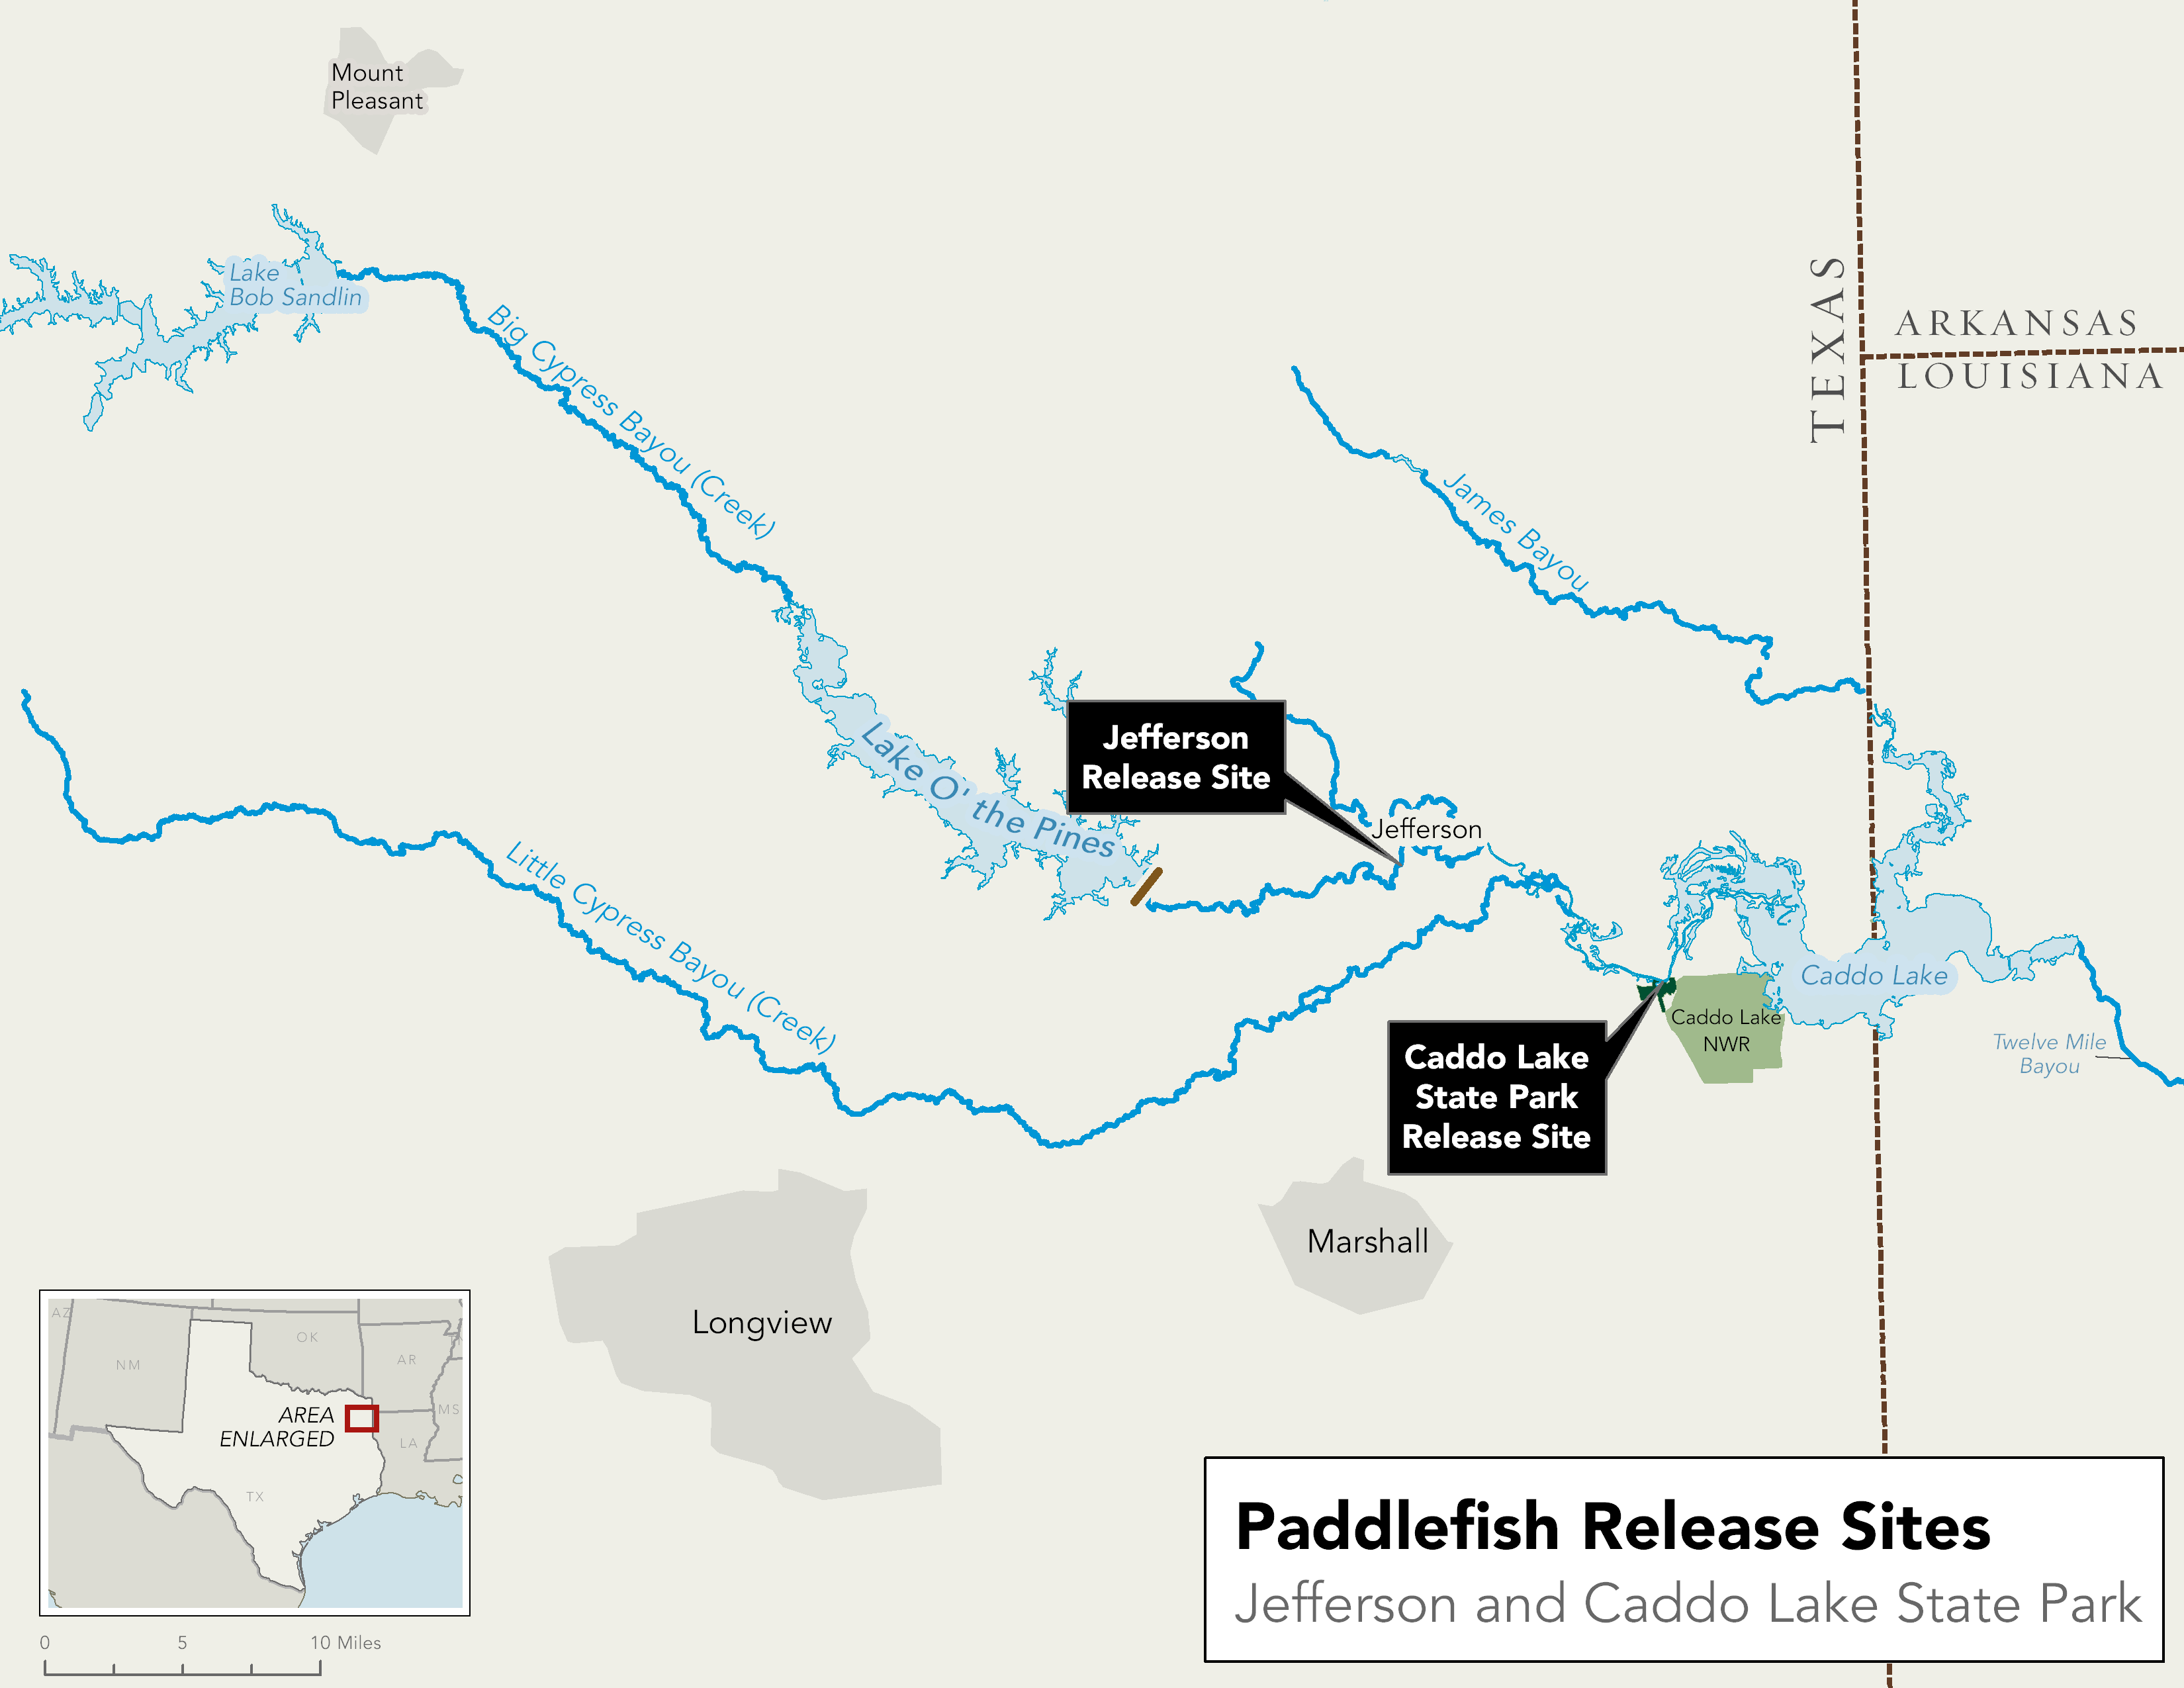 Mount
Pleasant
Lake
Bob Sandlin
Big Cypress Bayou (Creek)
TEXAS
ARKANSAS
LOUISIANA
James Bayou
Jefferson
Release Site
Lake O' the Pines
Jefferson
Little Cypress Bayou (Creek)
Caddo Lake
Caddo Lake
NWR
Twelve Mile
Bayou
Caddo Lake
State Park
Release Site
Marshall
Longview
AZ
NM
OK
AR
MS
LA
TX
AREA
ENLARGED
0 5 10 Miles
Paddlefish Release Sites
Jefferson and Caddo Lake State Park